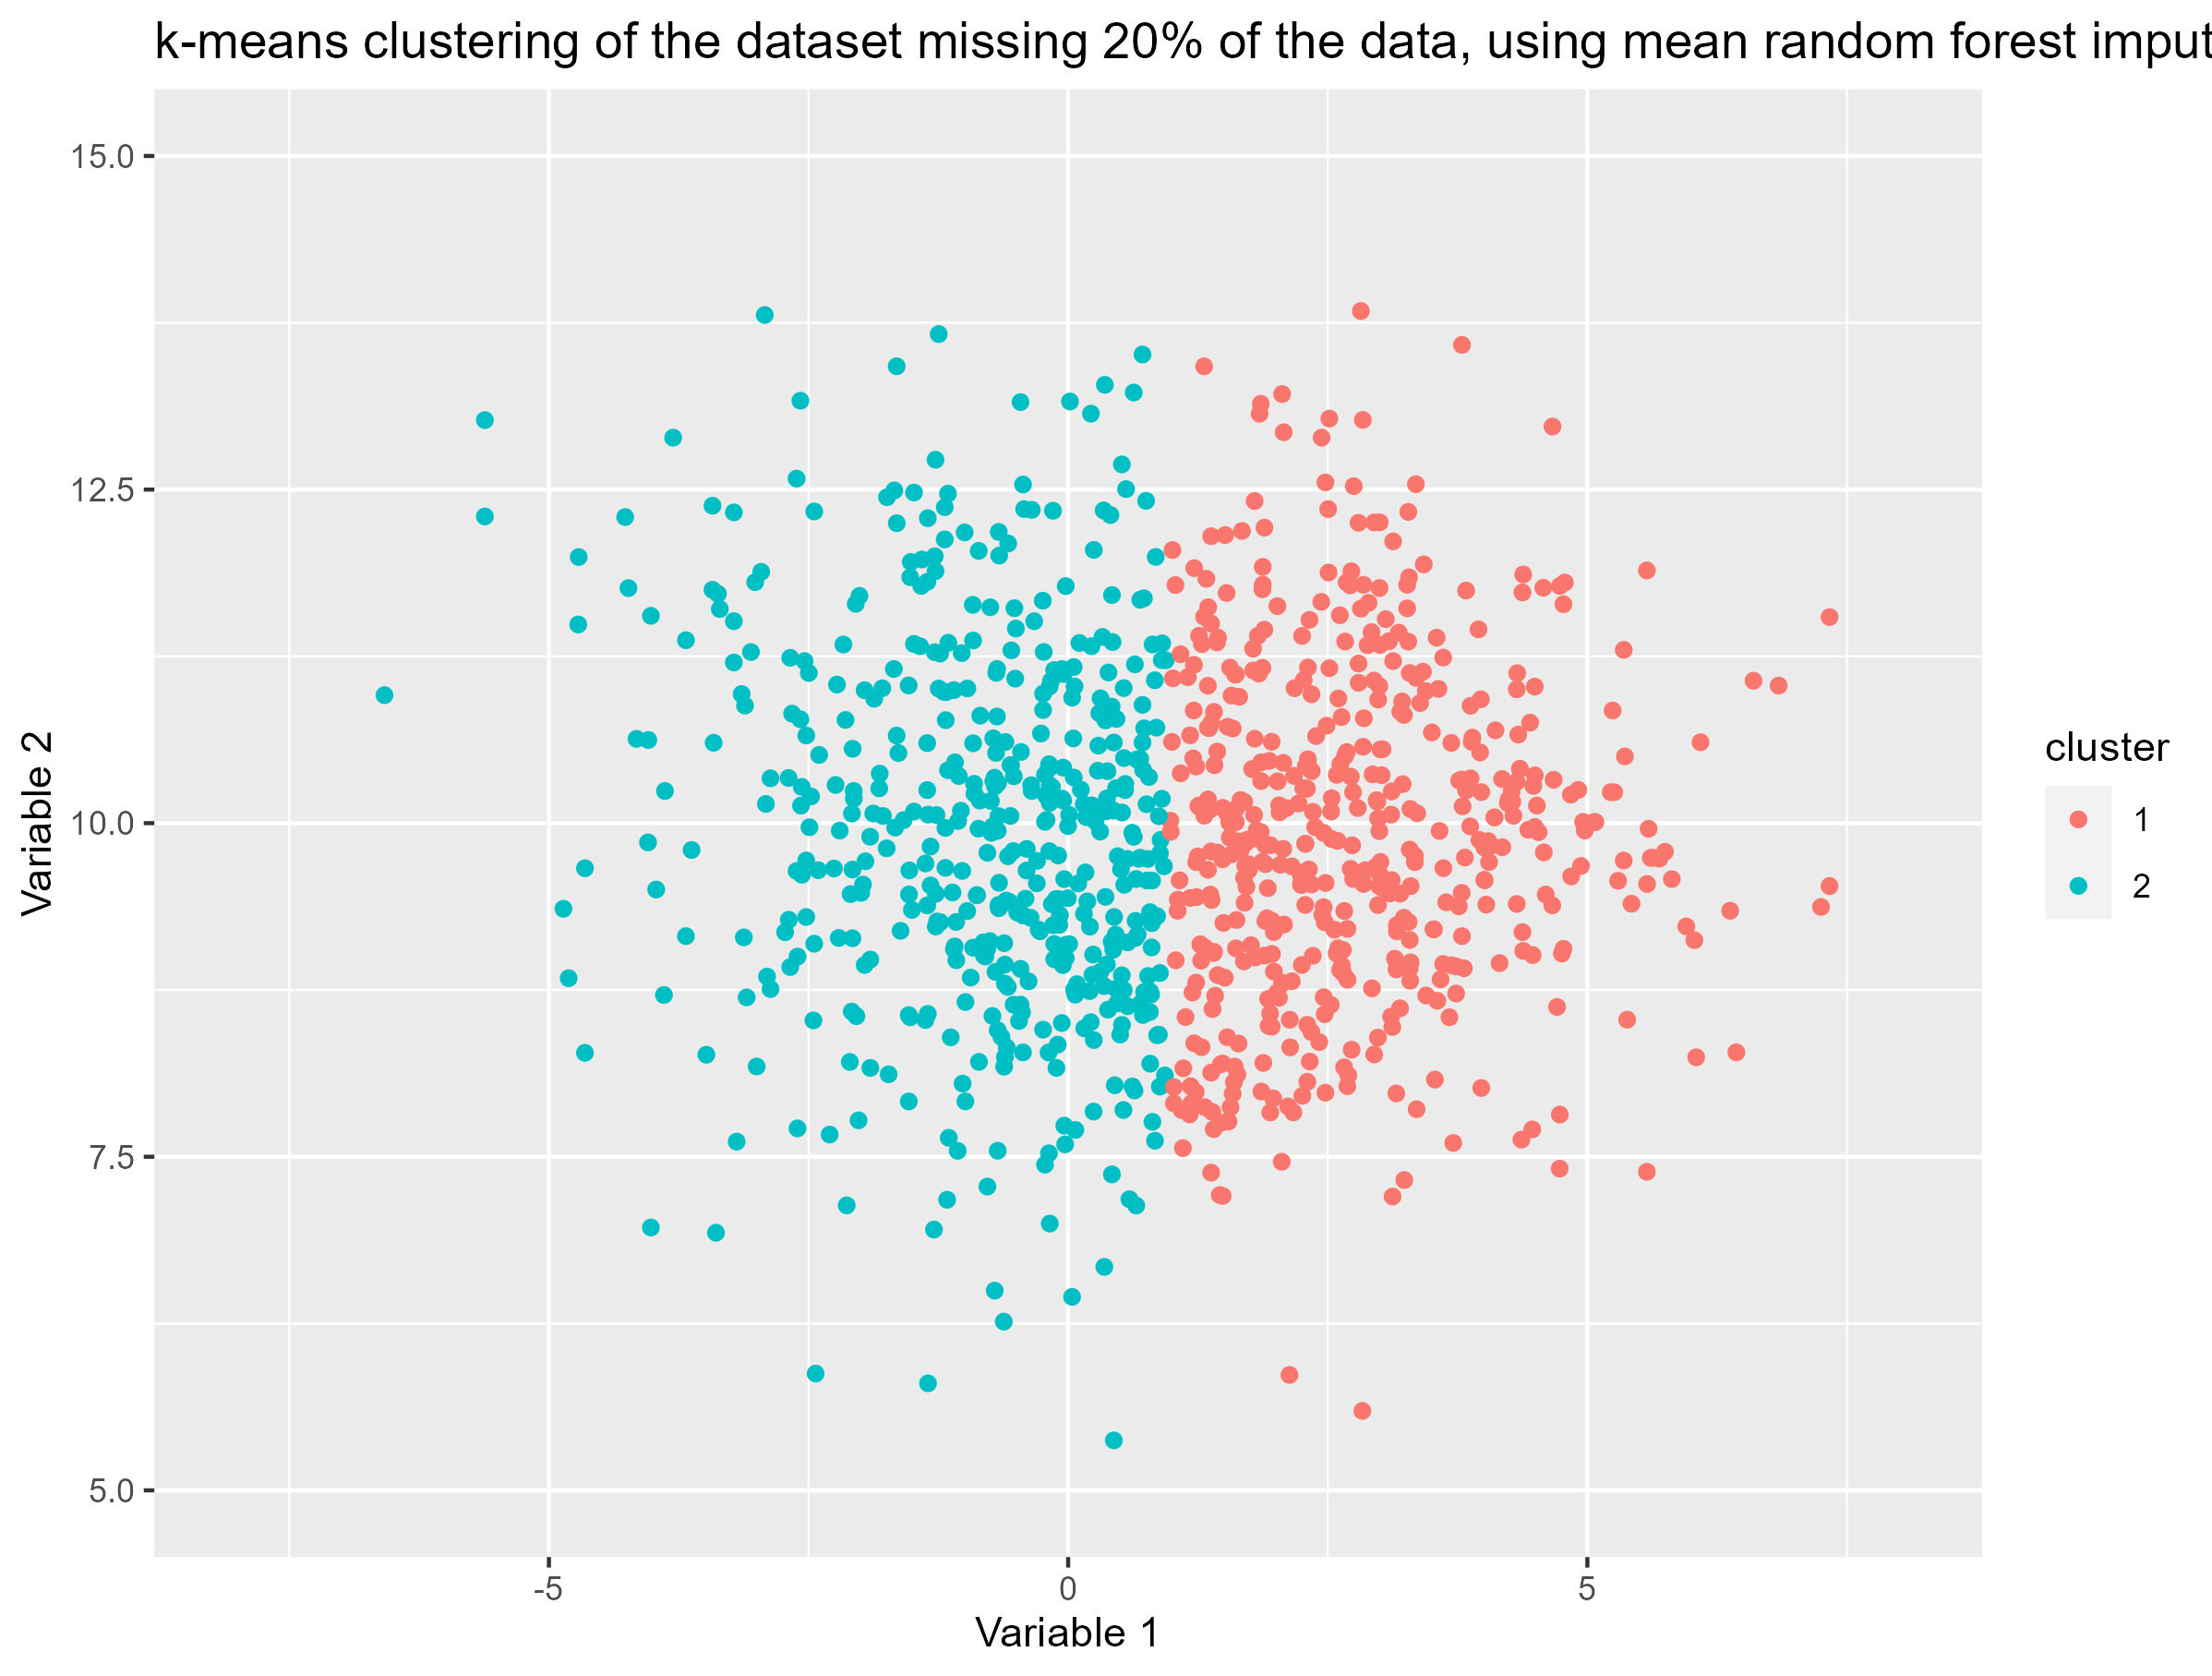 k-means clustering of the dataset missing 20% of the data, using mean random forest imput
15.0
12.5
10.0
7.5
5.0
Variable 2
-5
0
5
Variable 1
cluster
1
2